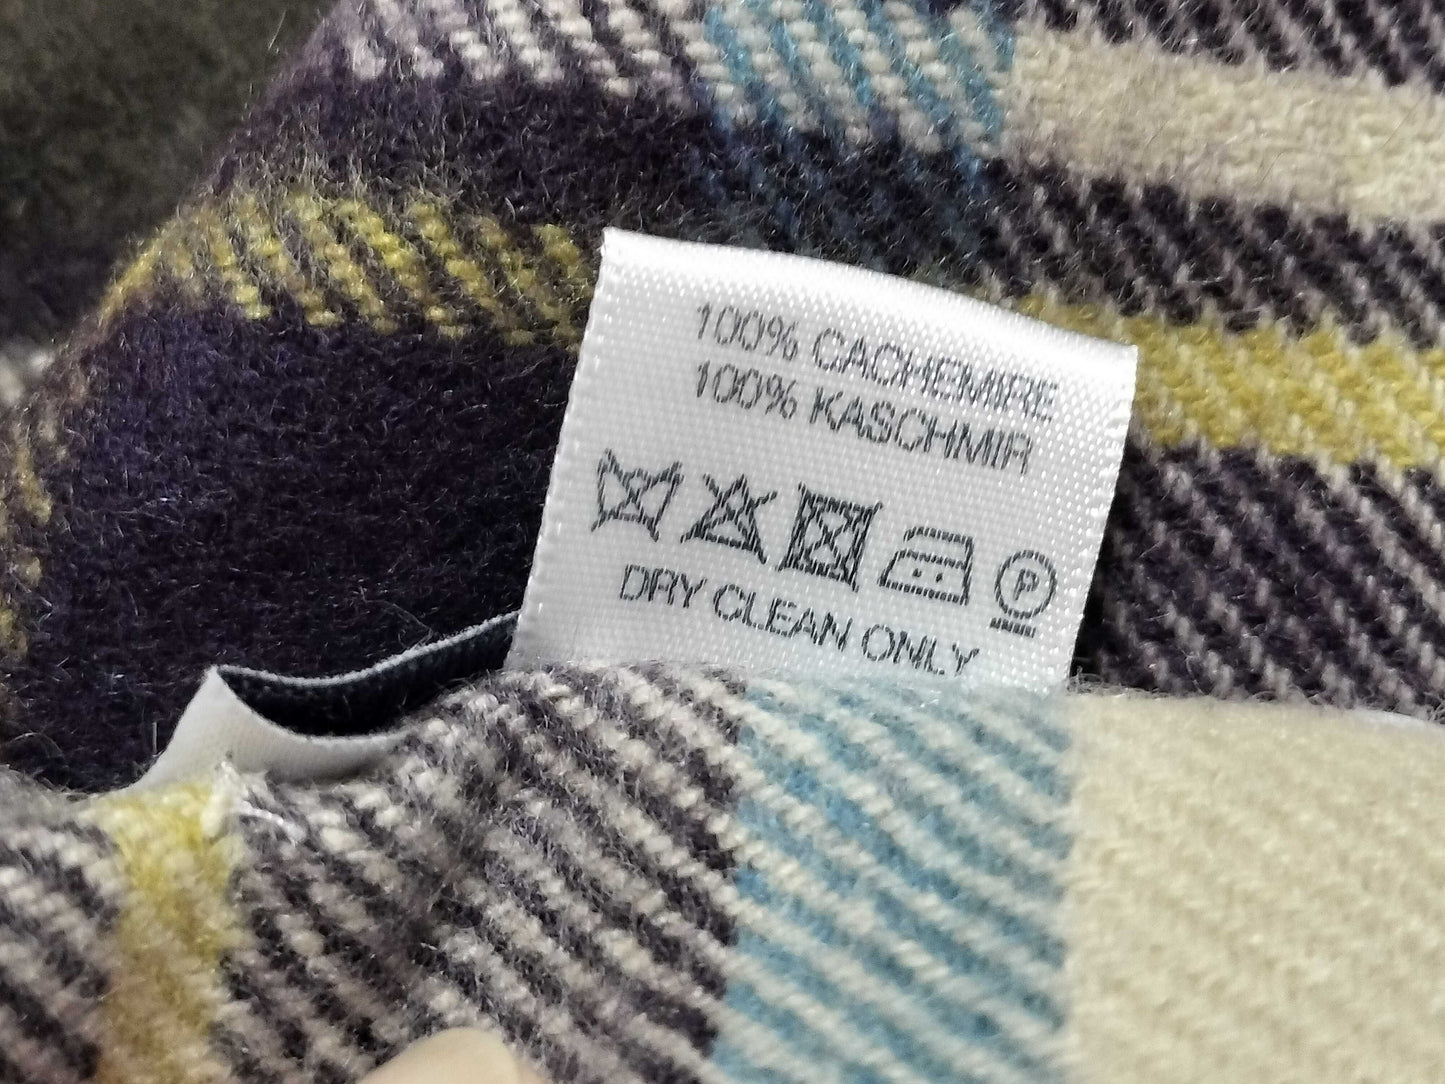 100% CACHEMIRE
100% KASCHMIR
P
DRY CLEAN ONLY